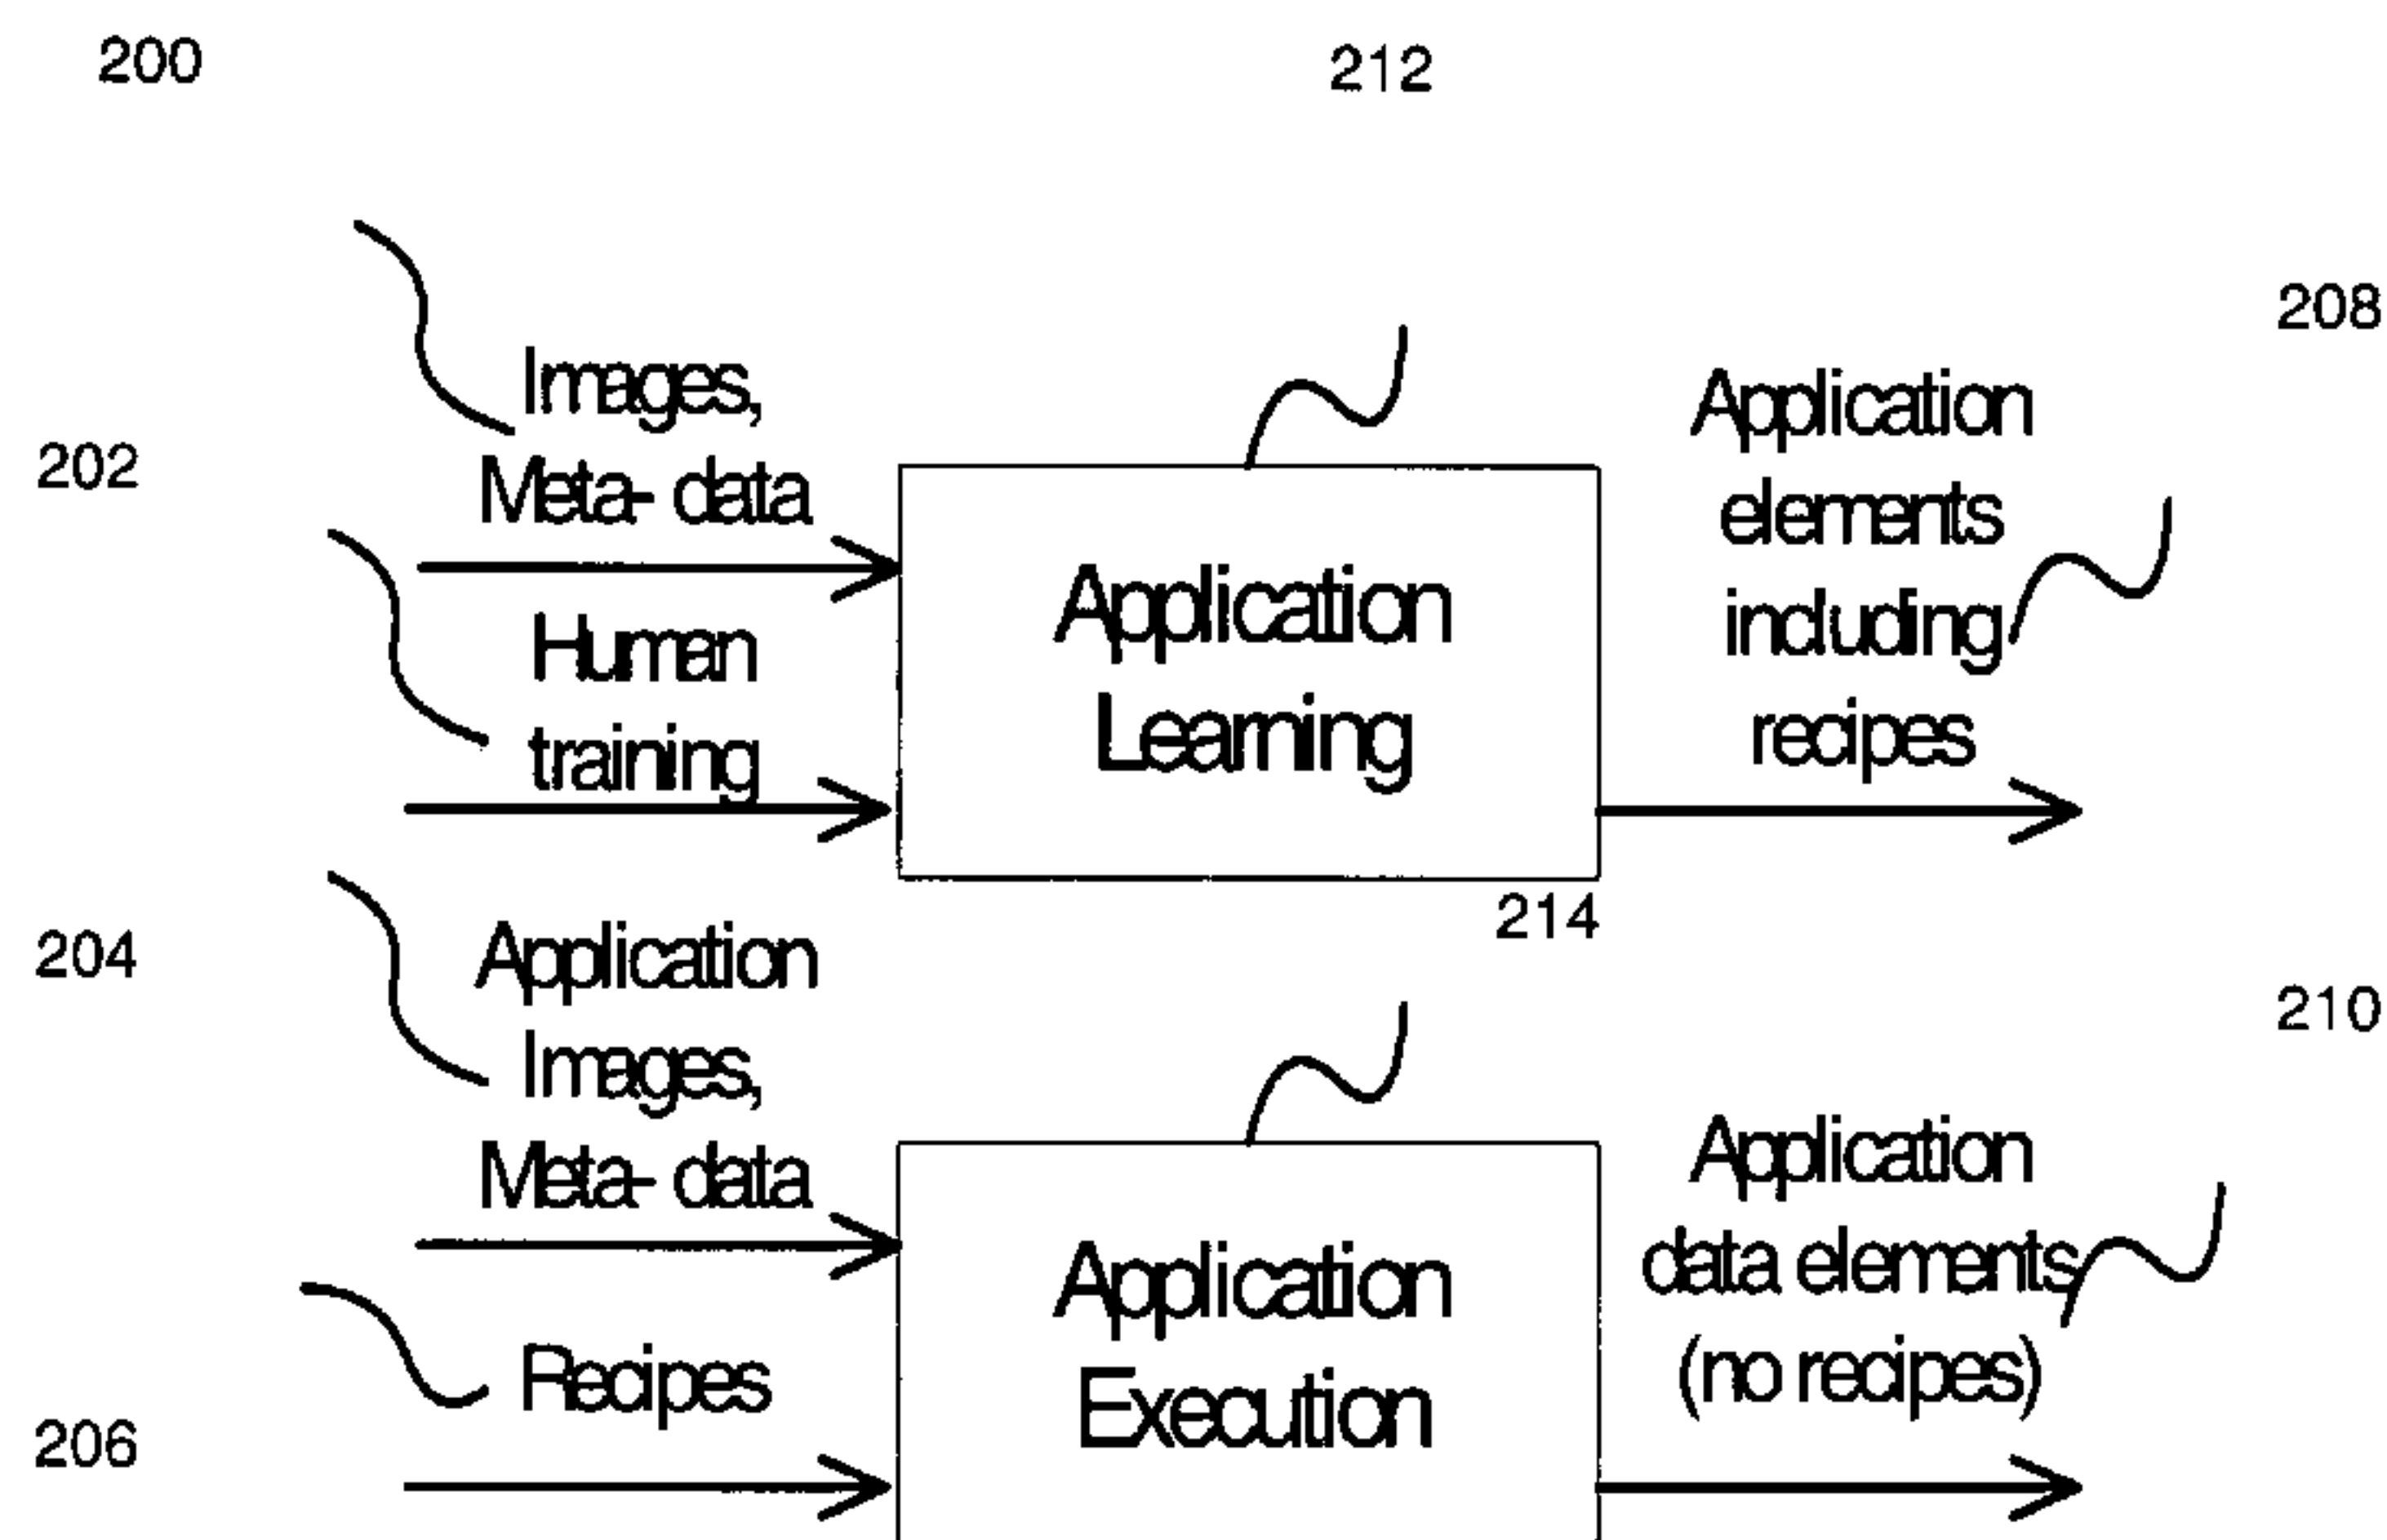 200
212
208
Images,
Meta- data
202
Human
training
Application
Learning
Application
elements
including
recipes
214
204
Application
Images,
Meta- data
210
Recipes
206
Application
Execution
Application
data elements
(no recipes)